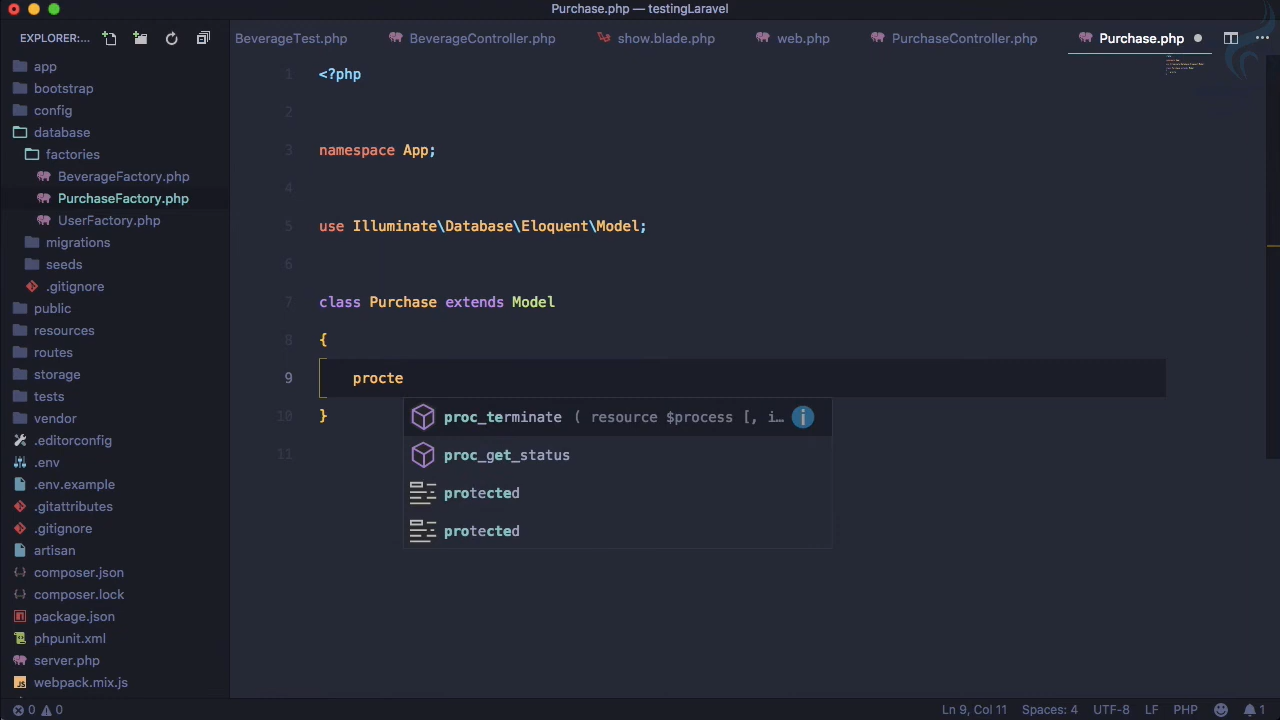 Purchase.php — testingLaravel
EXPLORER:...
BeverageTest.php
BeverageController.php
show.blade.php
web.php
PurchaseController.php
Purchase.php
app
bootstrap
config
database
factories
BeverageFactory.php
PurchaseFactory.php
UserFactory.php
migrations
seeds
.gitignore
public
resources
routes
storage
tests
vendor
.editorconfig
.env
.env.example
.gitattributes
.gitignore
artisan
composer.json
composer.lock
package.json
phpunit.xml
server.php
webpack.mix.js
1 <?php
2
3 namespace App;
4
5 use Illuminate\Database\Eloquent\Model;
6
7 class Purchase extends Model
8 {
9 procte
proc_terminate ( resource $process [, i…
proc_get_status
protected
protected
10 }
11
0 0
Ln 9, Col 11
Spaces: 4
UTF-8
LF
PHP
1